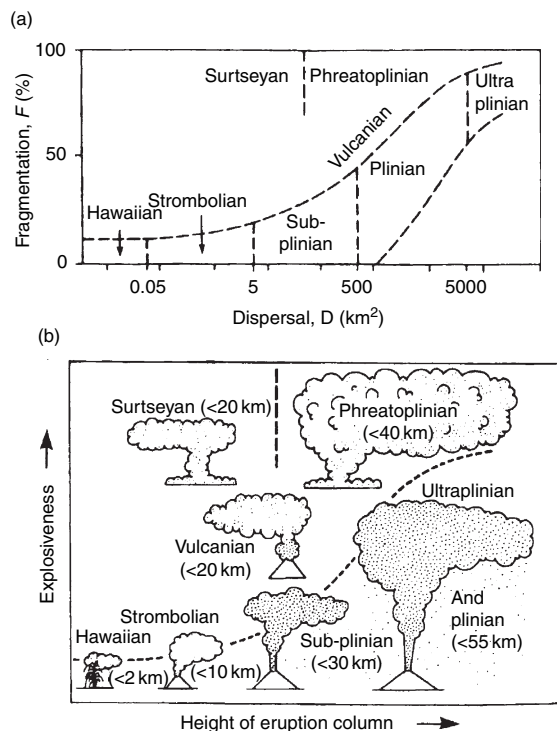 (a)
100
50
0
Fragmentation, F (%)
Surtseyan
Phreatoplinian
Ultra
plinian
Vulcanian
Plinian
Hawaiian
Strombolian
Sub-
plinian
0.05
5
500
5000
Dispersal, D (km²)
(b)
Explosiveness
Surtseyan (<20 km)
Phreatoplinian
(<40 km)
Ultraplinian
Vulcanian
(<20 km)
And
plinian
(<55 km)
Strombolian
Hawaiian
Sub-plinian
(<2 km)
(<10 km)
(<30 km)
Height of eruption column